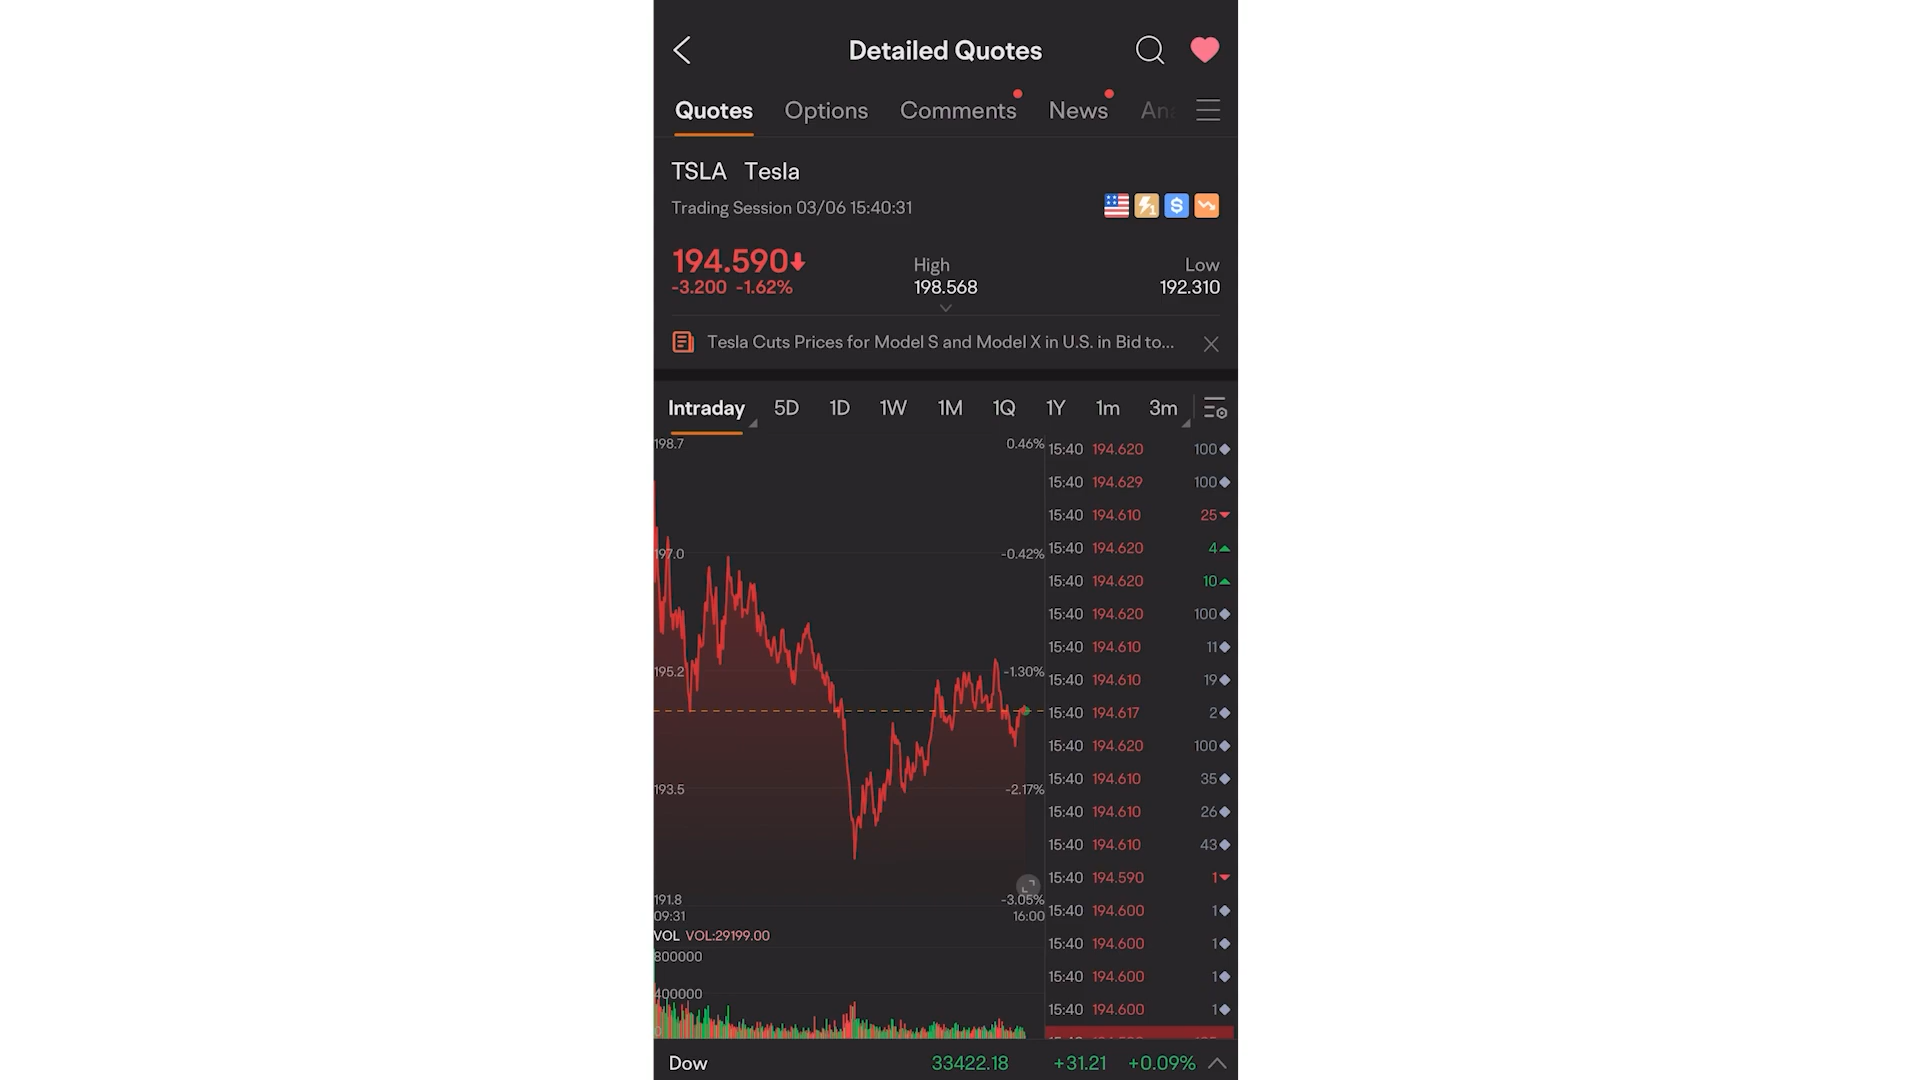 Detailed Quotes
Quotes Options Comments News An
TSLA Tesla
Trading Session 03/06 15:40:31
194.590
-3.200 -1.62%
High
198.568
Low
192.310
Tesla Cuts Prices for Model S and Model X in U.S. in Bid to...
Intraday 5D 1D 1W 1M 1Q 1Y 1m 3m
198.7 0.46%
197.0 -0.42%
195.2 -1.30%
193.5 -2.17%
191.8 -3.05%
09:31 16:00
VOL VOL:29199.00
800000
400000
0
15:40 194.620 100
15:40 194.629 100
15:40 194.610 25
15:40 194.620 4
15:40 194.620 10
15:40 194.620 100
15:40 194.610 11
15:40 194.610 19
15:40 194.617 2
15:40 194.620 100
15:40 194.610 35
15:40 194.610 26
15:40 194.610 43
15:40 194.590 1
15:40 194.600 1
15:40 194.600 1
15:40 194.600 1
15:40 194.600 1
Dow 33422.18 +31.21 +0.09%